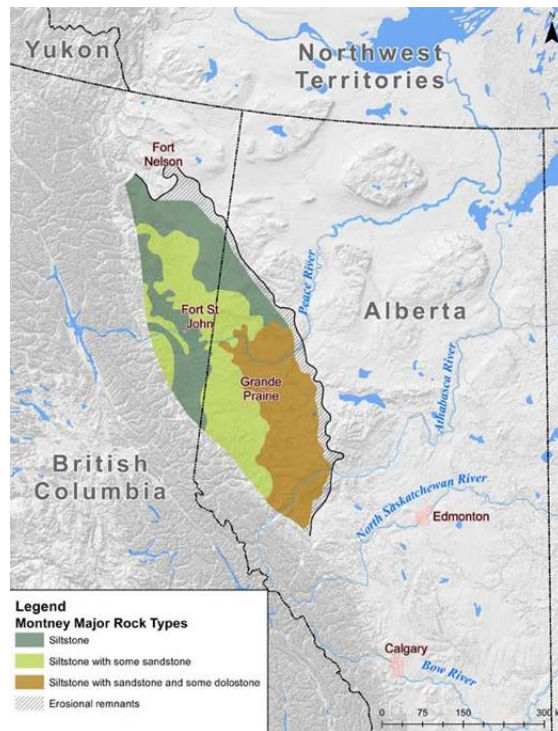 Yukon
Northwest
Territories
Fort
Nelson
Peace River
Fort St
John
Alberta
Grande
Prairie
Athabasca River
British
Columbia
North Saskatchewan River
Edmonton
Legend
Montney Major Rock Types
Siltstone
Siltstone with some sandstone
Siltstone with sandstone and some dolostone
Erosional remnants
Calgary
Bow River
0 75 150 300 k